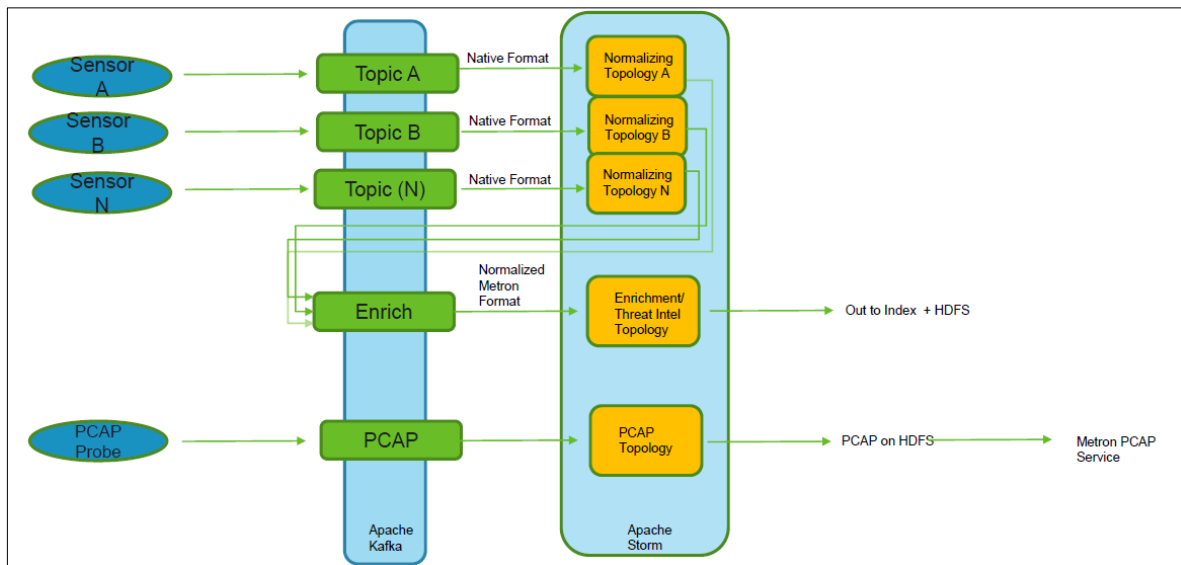 Sensor
A
Topic A
Native Format
Normalizing
Topology A
Sensor
B
Topic B
Native Format
Normalizing
Topology B
Sensor
N
Topic (N)
Native Format
Normalizing
Topology N
Enrich
Normalized
Metron
Format
Enrichment/
Threat Intel
Topology
Out to Index + HDFS
PCAP
Probe
PCAP
PCAP
Topology
PCAP on HDFS
Metron PCAP
Service
Apache
Kafka
Apache
Storm